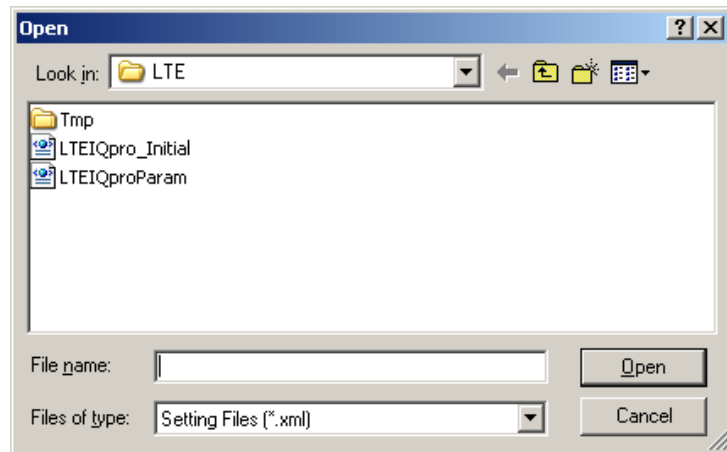 Open
Look in: LTE
Tmp
LTEIQpro_Initial
LTEIQproParam
File name: Open
Files of type: Setting Files (*.xml) Cancel